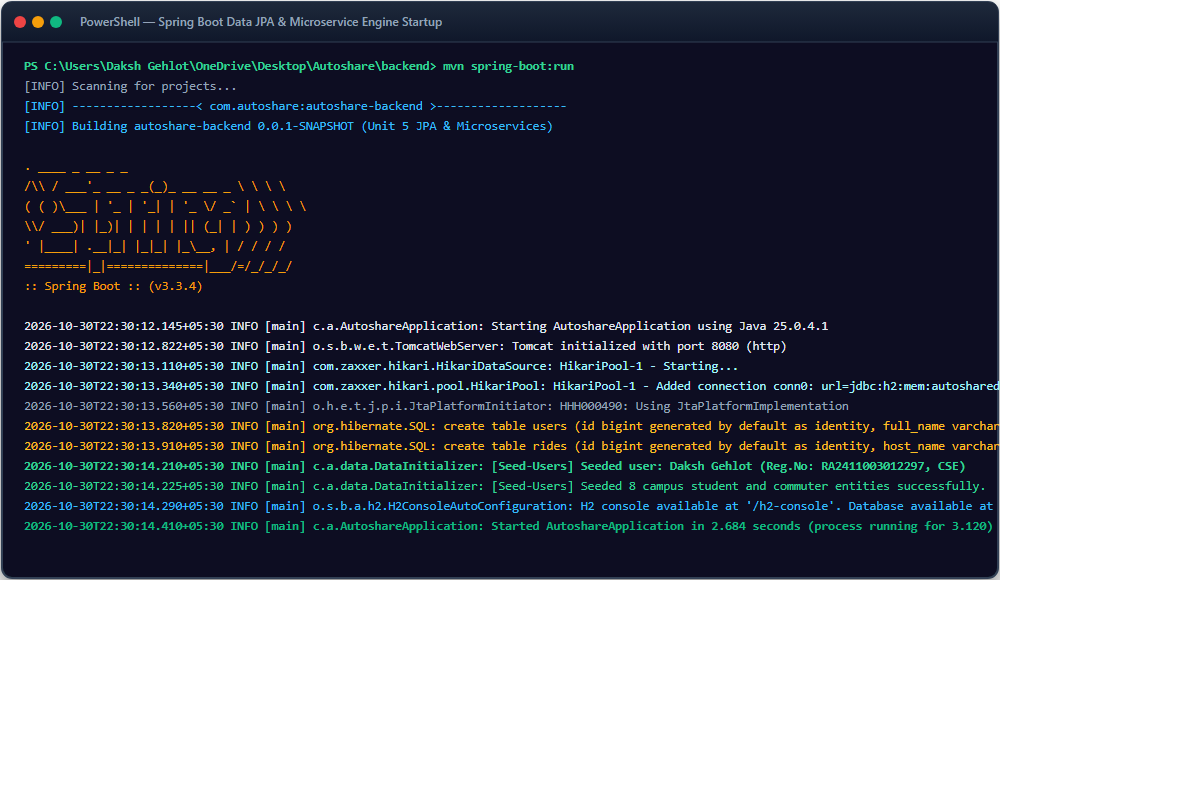 PowerShell — Spring Boot Data JPA & Microservice Engine Startup
PS C:\Users\Daksh Gehlot\OneDrive\Desktop\Autoshare\backend> mvn spring-boot:run
[INFO] Scanning for projects...
[INFO] ------------------< com.autoshare:autoshare-backend >-------------------
[INFO] Building autoshare-backend 0.0.1-SNAPSHOT (Unit 5 JPA & Microservices)
. ____ _ __ _ _
/\\ / ___'_ __ _ _(_)_ __ __ _ \ \ \ \
( ( )\___ | '_ | '_| | '_ \/ _` | \ \ \ \
\\/ ___)| |_)| | | | | || (_| | ) ) ) )
' |____| .__|_| |_|_| |_\__, | / / / /
=========|_|==============|___/=/_/_/_/
:: Spring Boot :: (v3.3.4)
2026-10-30T22:30:12.145+05:30 INFO [main] c.a.AutoshareApplication: Starting AutoshareApplication using Java 25.0.4.1
2026-10-30T22:30:12.822+05:30 INFO [main] o.s.b.w.e.t.TomcatWebServer: Tomcat initialized with port 8080 (http)
2026-10-30T22:30:13.110+05:30 INFO [main] com.zaxxer.hikari.HikariDataSource: HikariPool-1 - Starting...
2026-10-30T22:30:13.340+05:30 INFO [main] com.zaxxer.hikari.pool.HikariPool: HikariPool-1 - Added connection conn0: url=jdbc:h2:mem:autoshared
2026-10-30T22:30:13.560+05:30 INFO [main] o.h.e.t.j.p.i.JtaPlatformInitiator: HHH000490: Using JtaPlatformImplementation
2026-10-30T22:30:13.820+05:30 INFO [main] org.hibernate.SQL: create table users (id bigint generated by default as identity, full_name varchar
2026-10-30T22:30:13.910+05:30 INFO [main] org.hibernate.SQL: create table rides (id bigint generated by default as identity, host_name varchar
2026-10-30T22:30:14.210+05:30 INFO [main] c.a.data.DataInitializer: [Seed-Users] Seeded user: Daksh Gehlot (Reg.No: RA2411003012297, CSE)
2026-10-30T22:30:14.225+05:30 INFO [main] c.a.data.DataInitializer: [Seed-Users] Seeded 8 campus student and commuter entities successfully.
2026-10-30T22:30:14.290+05:30 INFO [main] o.s.b.a.h2.H2ConsoleAutoConfiguration: H2 console available at '/h2-console'. Database available at
2026-10-30T22:30:14.410+05:30 INFO [main] c.a.AutoshareApplication: Started AutoshareApplication in 2.684 seconds (process running for 3.120)